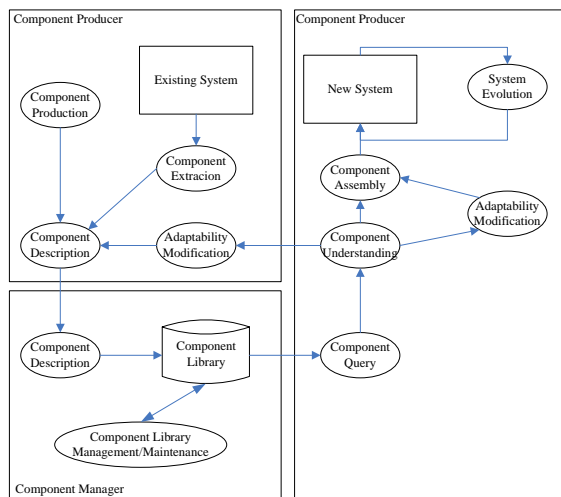 Component Producer
Existing System
Component
Production
Component
Extracion
Component
Description
Adaptability
Modification
Component
Description
Component
Library
Component Library
Management/Maintenance
Component Manager
Component Producer
New System
System
Evolution
Component
Assembly
Adaptability
Modification
Component
Understanding
Component
Query